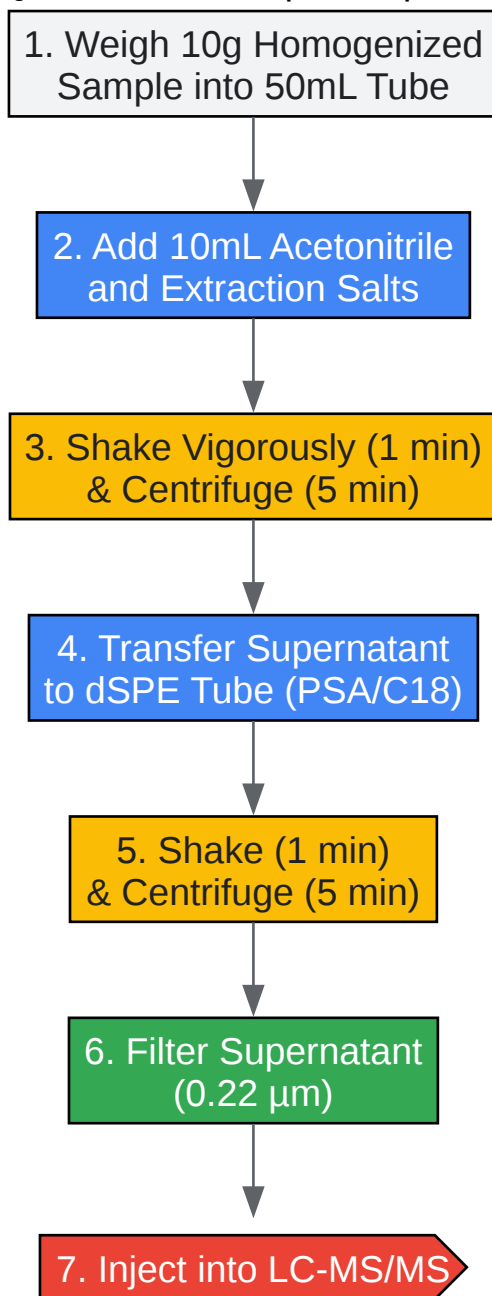 1. Weigh 10g Homogenized
Sample into 50mL Tube
2. Add 10mL Acetonitrile
and Extraction Salts
3. Shake Vigorously (1 min)
& Centrifuge (5 min)
4. Transfer Supernatant
to dSPE Tube (PSA/C18)
5. Shake (1 min)
& Centrifuge (5 min)
6. Filter Supernatant
(0.22 µm)
7. Inject into LC-MS/MS